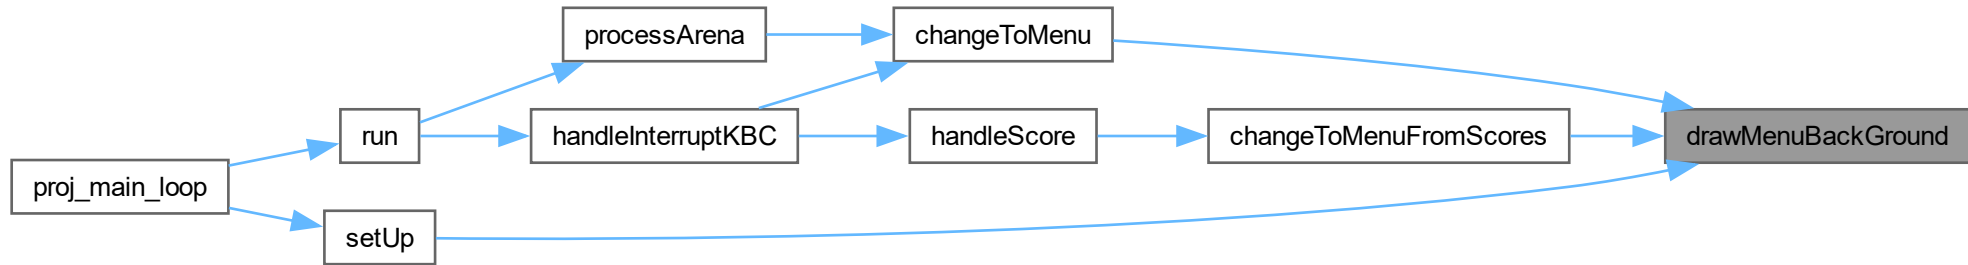 processArena
changeToMenu
run
handleInterruptKBC
handleScore
changeToMenuFromScores
drawMenuBackGround
proj_main_loop
setUp